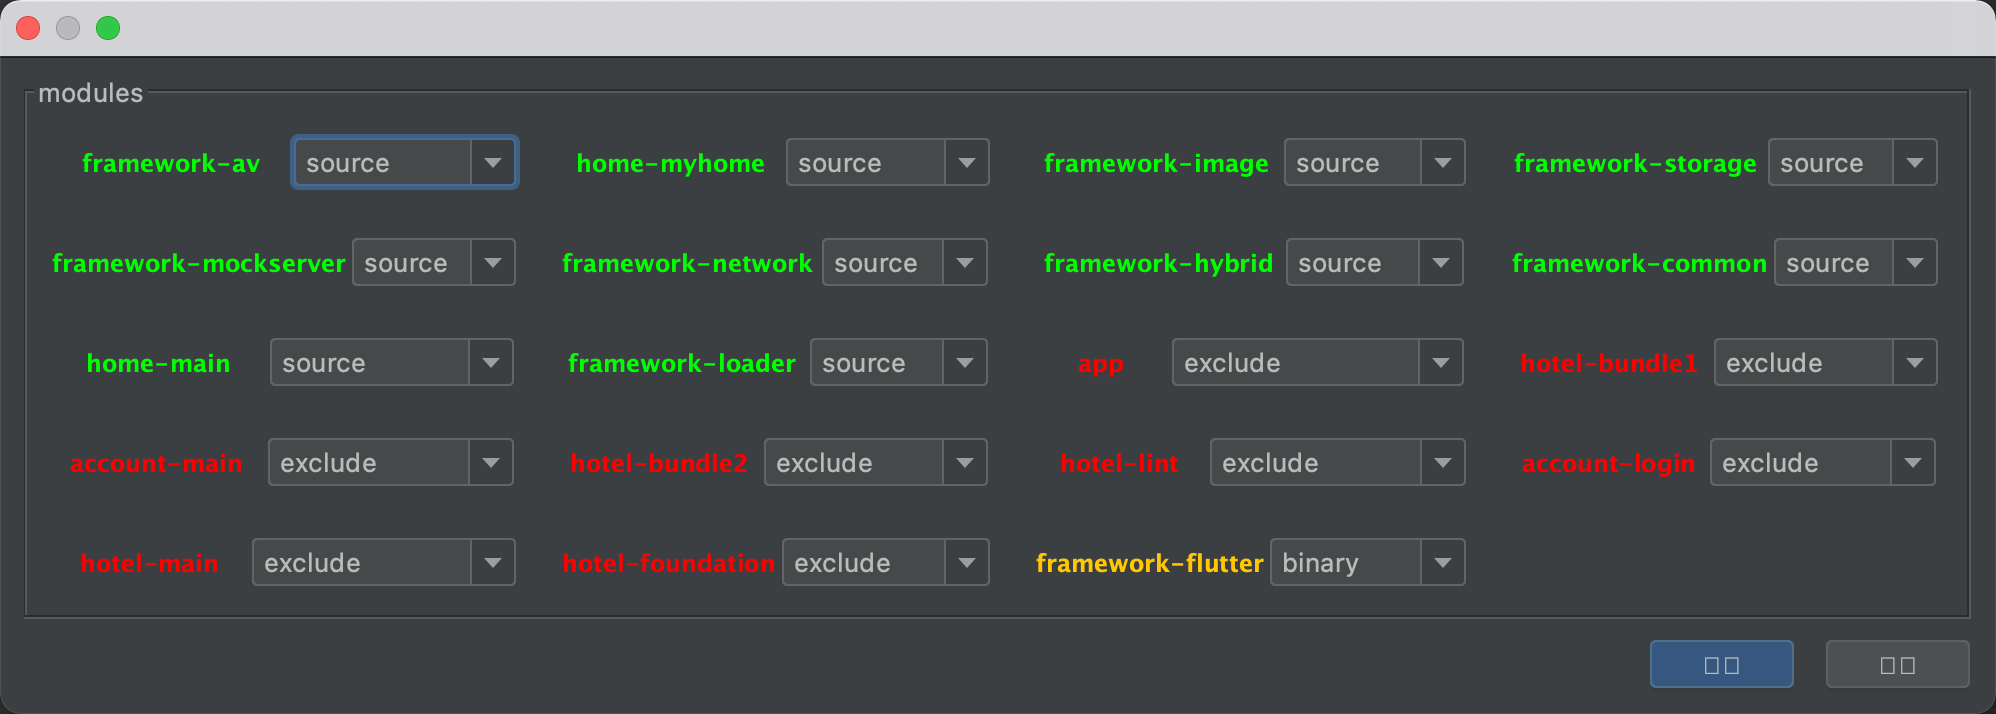 modules
framework-av source home-myhome source framework-image source framework-storage source
framework-mockserver source framework-network source framework-hybrid source framework-common source
home-main source framework-loader source app exclude hotel-bundle1 exclude
account-main exclude hotel-bundle2 exclude hotel-lint exclude account-login exclude
hotel-main exclude hotel-foundation exclude framework-flutter binary